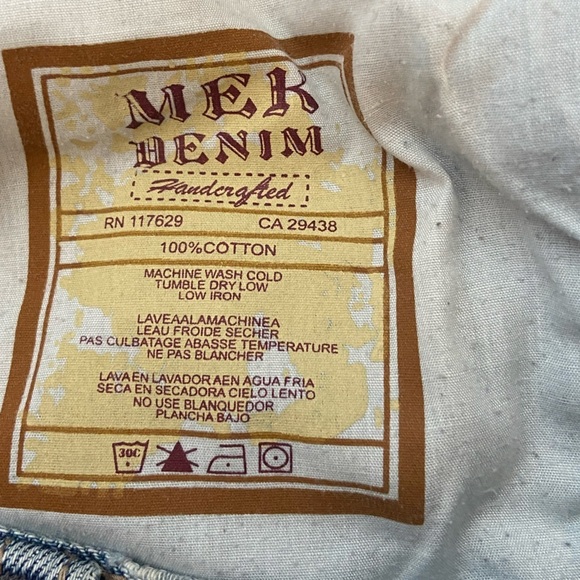 MEK
DENIM
Handcrafted
RN 117629 CA 29438
100%COTTON
MACHINE WASH COLD
TUMBLE DRY LOW
LOW IRON
LAVEAALAMACHINEA
LEAU FROIDE SECHER
PAS CULBATAGE ABASSE TEMPERATURE
NE PAS BLANCHER
LAVA EN LAVADORAEN AGUA FRIA
SECA EN SECADORA CIELO LENTO
NO USE BLANQUEDOR
PLANCHA BAJO
30C